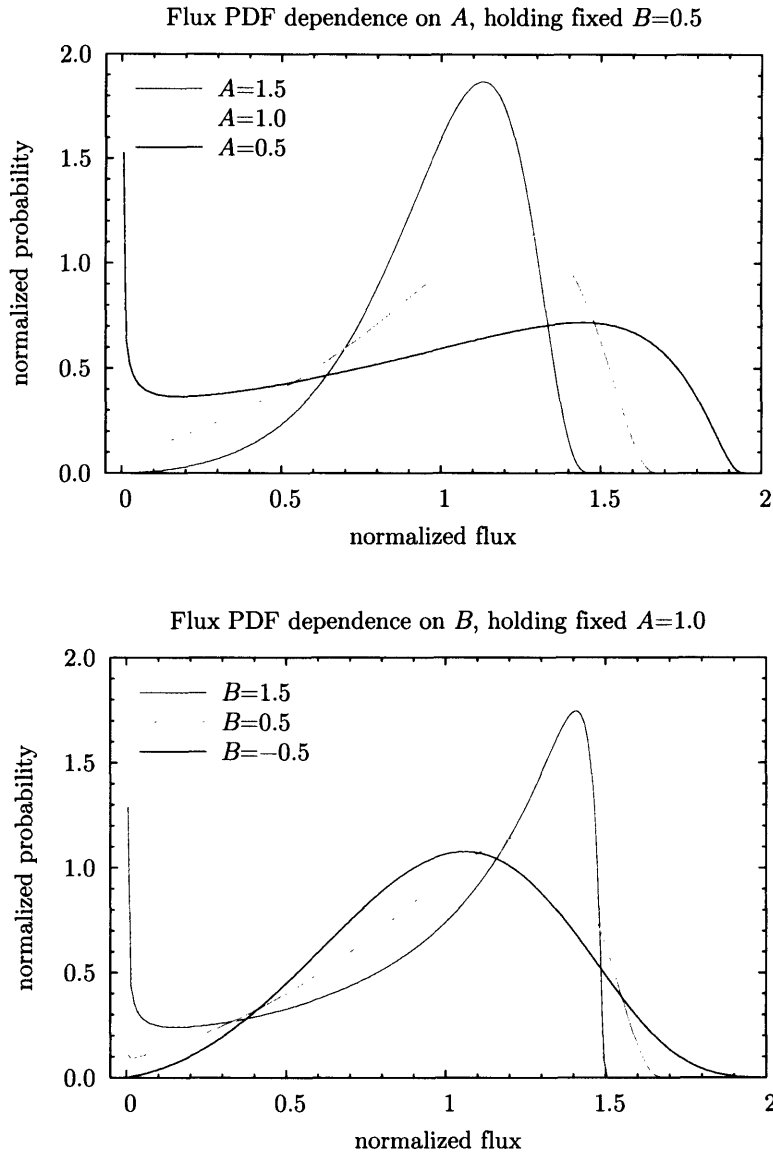 Flux PDF dependence on A, holding fixed B=0.5
2.0
A=1.5
A=1.0
A=0.5
1.5
1.0
0.5
0.0
normalized probability
0 0.5 1 1.5 2
normalized flux
Flux PDF dependence on B, holding fixed A=1.0
2.0
B=1.5
B=0.5
B=−0.5
1.5
1.0
0.5
0.0
normalized probability
0 0.5 1 1.5 2
normalized flux